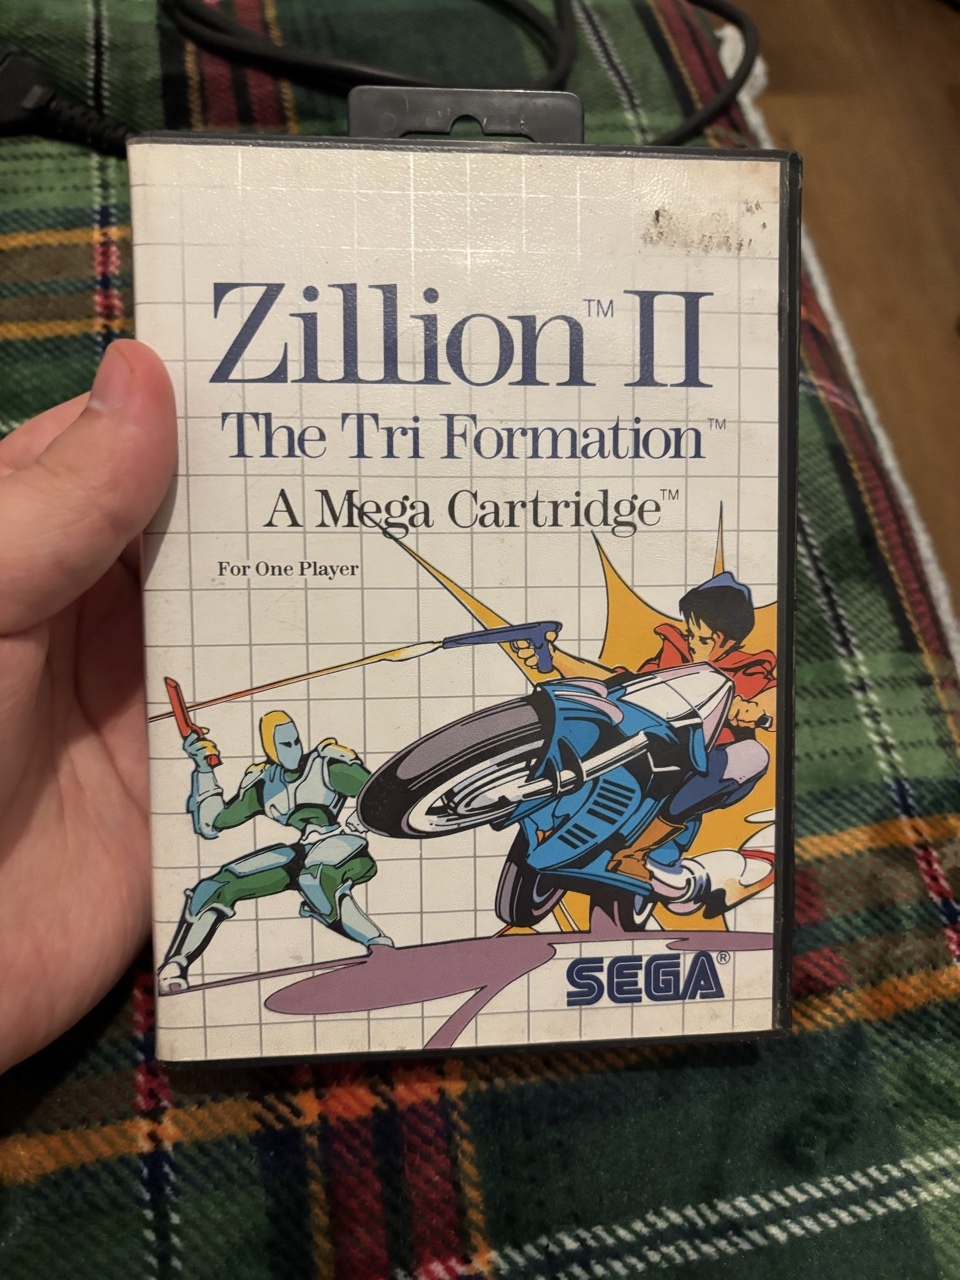 Zillion™ II
The Tri Formation™
A Mega Cartridge™
For One Player
SEGA®